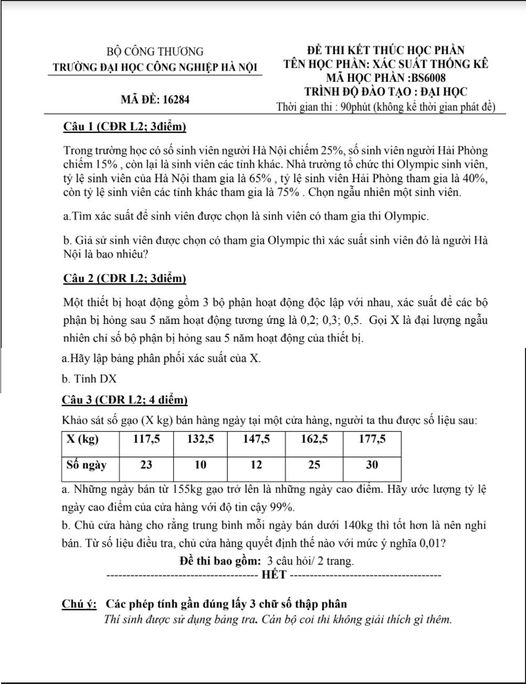 BỘ CÔNG THƯƠNG
TRƯỜNG ĐẠI HỌC CÔNG NGHIỆP HÀ NỘI
MÃ ĐỀ: 16284
ĐỀ THI KẾT THÚC HỌC PHẦN
TÊN HỌC PHẦN: XÁC SUẤT THỐNG KÊ
MÃ HỌC PHẦN :BS6008
TRÌNH ĐỘ ĐÀO TẠO : ĐẠI HỌC
Thời gian thi : 90phút (không kể thời gian phát đề)
Câu 1 (CĐR L2; 3điểm)
Trong trường học có số sinh viên người Hà Nội chiếm 25%, số sinh viên người Hải Phòng
chiếm 15% , còn lại là sinh viên các tỉnh khác. Nhà trường tổ chức thi Olympic sinh viên,
tỷ lệ sinh viên của Hà Nội tham gia là 65% , tỷ lệ sinh viên Hải Phòng tham gia là 40%,
còn tỷ lệ sinh viên các tỉnh khác tham gia là 75% . Chọn ngẫu nhiên một sinh viên.
a.Tìm xác suất để sinh viên được chọn là sinh viên có tham gia thi Olympic.
b. Giả sử sinh viên được chọn có tham gia Olympic thì xác suất sinh viên đó là người Hà
Nội là bao nhiêu?
Câu 2 (CĐR L2; 3điểm)
Một thiết bị hoạt động gồm 3 bộ phận hoạt động độc lập với nhau, xác suất để các bộ
phận bị hỏng sau 5 năm hoạt động tương ứng là 0,2; 0,3; 0,5. Gọi X là đại lượng ngẫu
nhiên chỉ số bộ phận bị hỏng sau 5 năm hoạt động của thiết bị.
a.Hãy lập bảng phân phối xác suất của X.
b. Tính DX
Câu 3 (CĐR L2; 4 điểm)
Khảo sát số gạo (X kg) bán hàng ngày tại một cửa hàng, người ta thu được số liệu sau:
X (kg) 117,5 132,5 147,5 162,5 177,5
Số ngày 23 10 12 25 30
a. Những ngày bán từ 155kg gạo trở lên là những ngày cao điểm. Hãy ước lượng tỷ lệ
ngày cao điểm của cửa hàng với độ tin cậy 99%.
b. Chủ cửa hàng cho rằng trung bình mỗi ngày bán dưới 140kg thì tốt hơn là nên nghỉ
bán. Từ số liệu điều tra, chủ cửa hàng quyết định thế nào với mức ý nghĩa 0,01?
Đề thi bao gồm: 3 câu hỏi/ 2 trang.
-------------------------------------- HẾT --------------------------------------
Chú ý: Các phép tính gần đúng lấy 3 chữ số thập phân
Thí sinh được sử dụng bảng tra. Cán bộ coi thi không giải thích gì thêm.